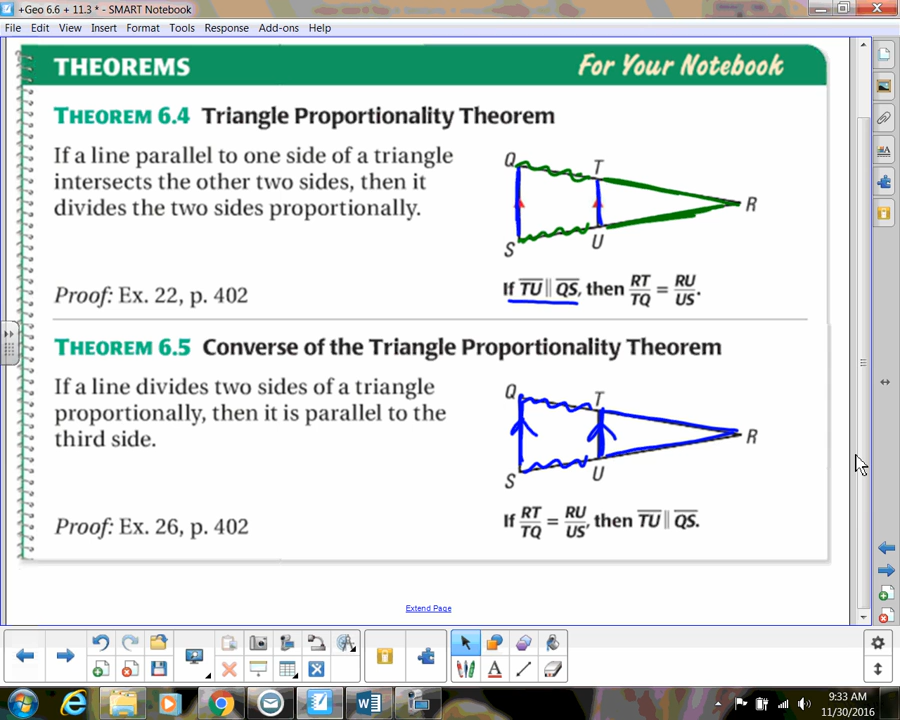 +Geo 6.6 + 11.3 * - SMART Notebook
File Edit View Insert Format Tools Response Add-ons Help
THEOREMS For Your Notebook
THEOREM 6.4 Triangle Proportionality Theorem
If a line parallel to one side of a triangle
intersects the other two sides, then it
divides the two sides proportionally.
Q T R
S U
Proof: Ex. 22, p. 402
If TU || QS, then RT/TQ = RU/US.
THEOREM 6.5 Converse of the Triangle Proportionality Theorem
If a line divides two sides of a triangle
proportionally, then it is parallel to the
third side.
Q T R
S U
Proof: Ex. 26, p. 402
If RT/TQ = RU/US, then TU || QS.
Extend Page
9:33 AM
11/30/2016